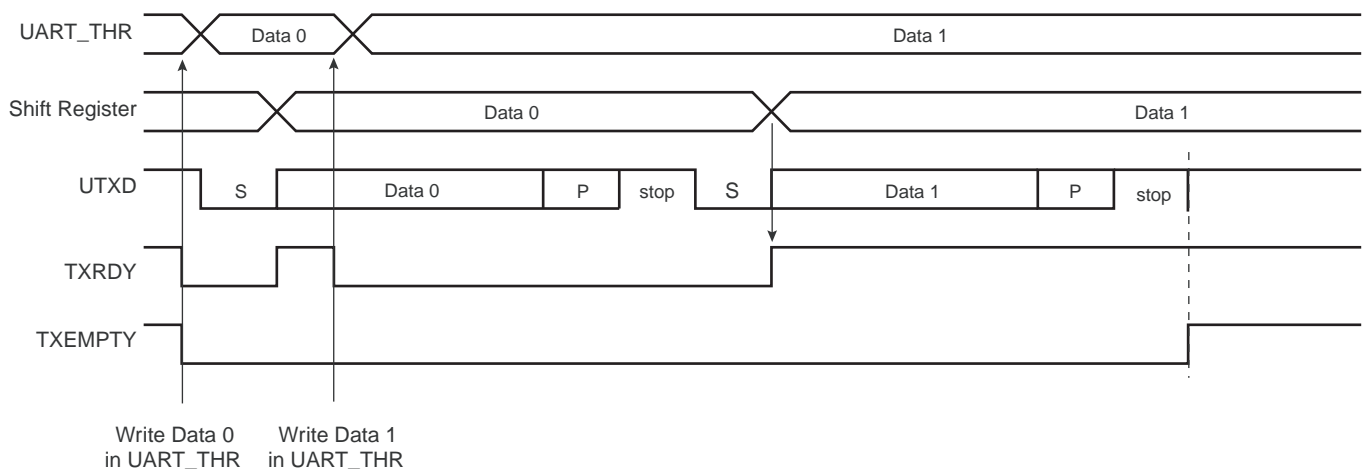 UART_THR Data 0 Data 1
Shift Register Data 0 Data 1
UTXD S Data 0 P stop S Data 1 P stop
TXRDY
TXEMPTY
Write Data 0 Write Data 1
in UART_THR in UART_THR